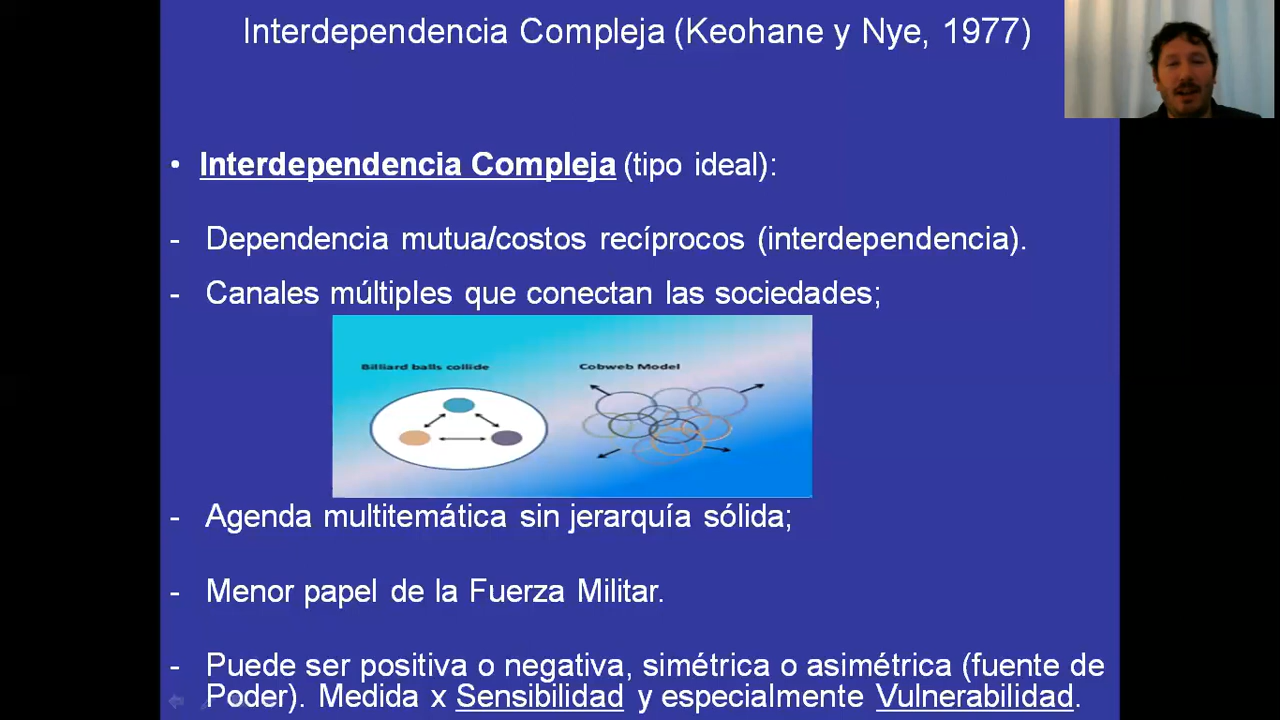 Interdependencia Compleja (Keohane y Nye, 1977)
• Interdependencia Compleja (tipo ideal):
- Dependencia mutua/costos recíprocos (interdependencia).
- Canales múltiples que conectan las sociedades;
Billiard balls collide
Cobweb Model
- Agenda multitemática sin jerarquía sólida;
- Menor papel de la Fuerza Militar.
- Puede ser positiva o negativa, simétrica o asimétrica (fuente de
Poder). Medida x Sensibilidad y especialmente Vulnerabilidad.